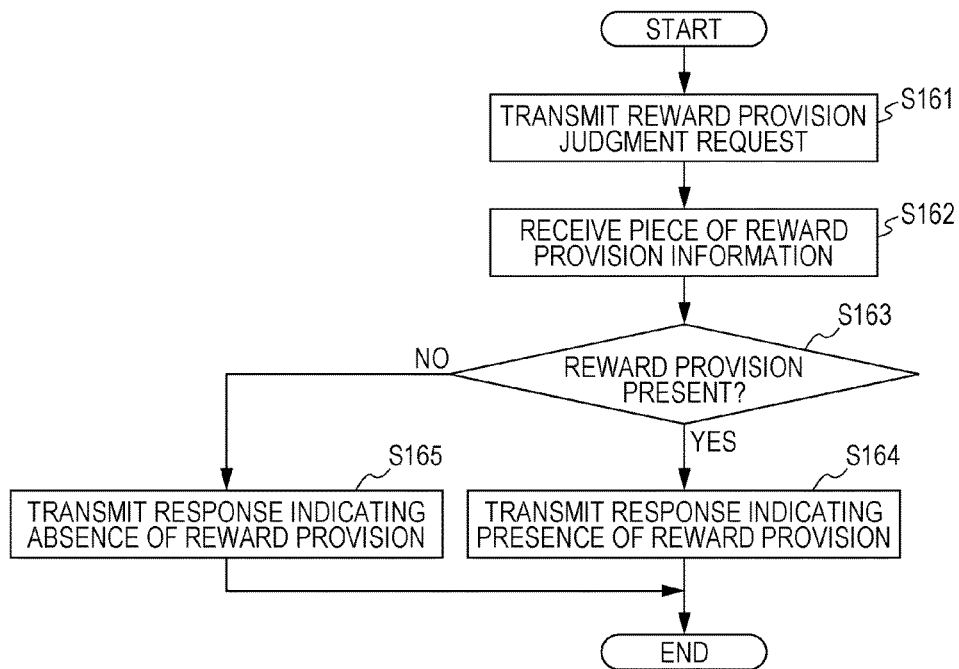 START
S161
TRANSMIT REWARD PROVISION
JUDGMENT REQUEST
S162
RECEIVE PIECE OF REWARD
PROVISION INFORMATION
S163
REWARD PROVISION
PRESENT?
NO
YES
S165
TRANSMIT RESPONSE INDICATING
ABSENCE OF REWARD PROVISION
S164
TRANSMIT RESPONSE INDICATING
PRESENCE OF REWARD PROVISION
END